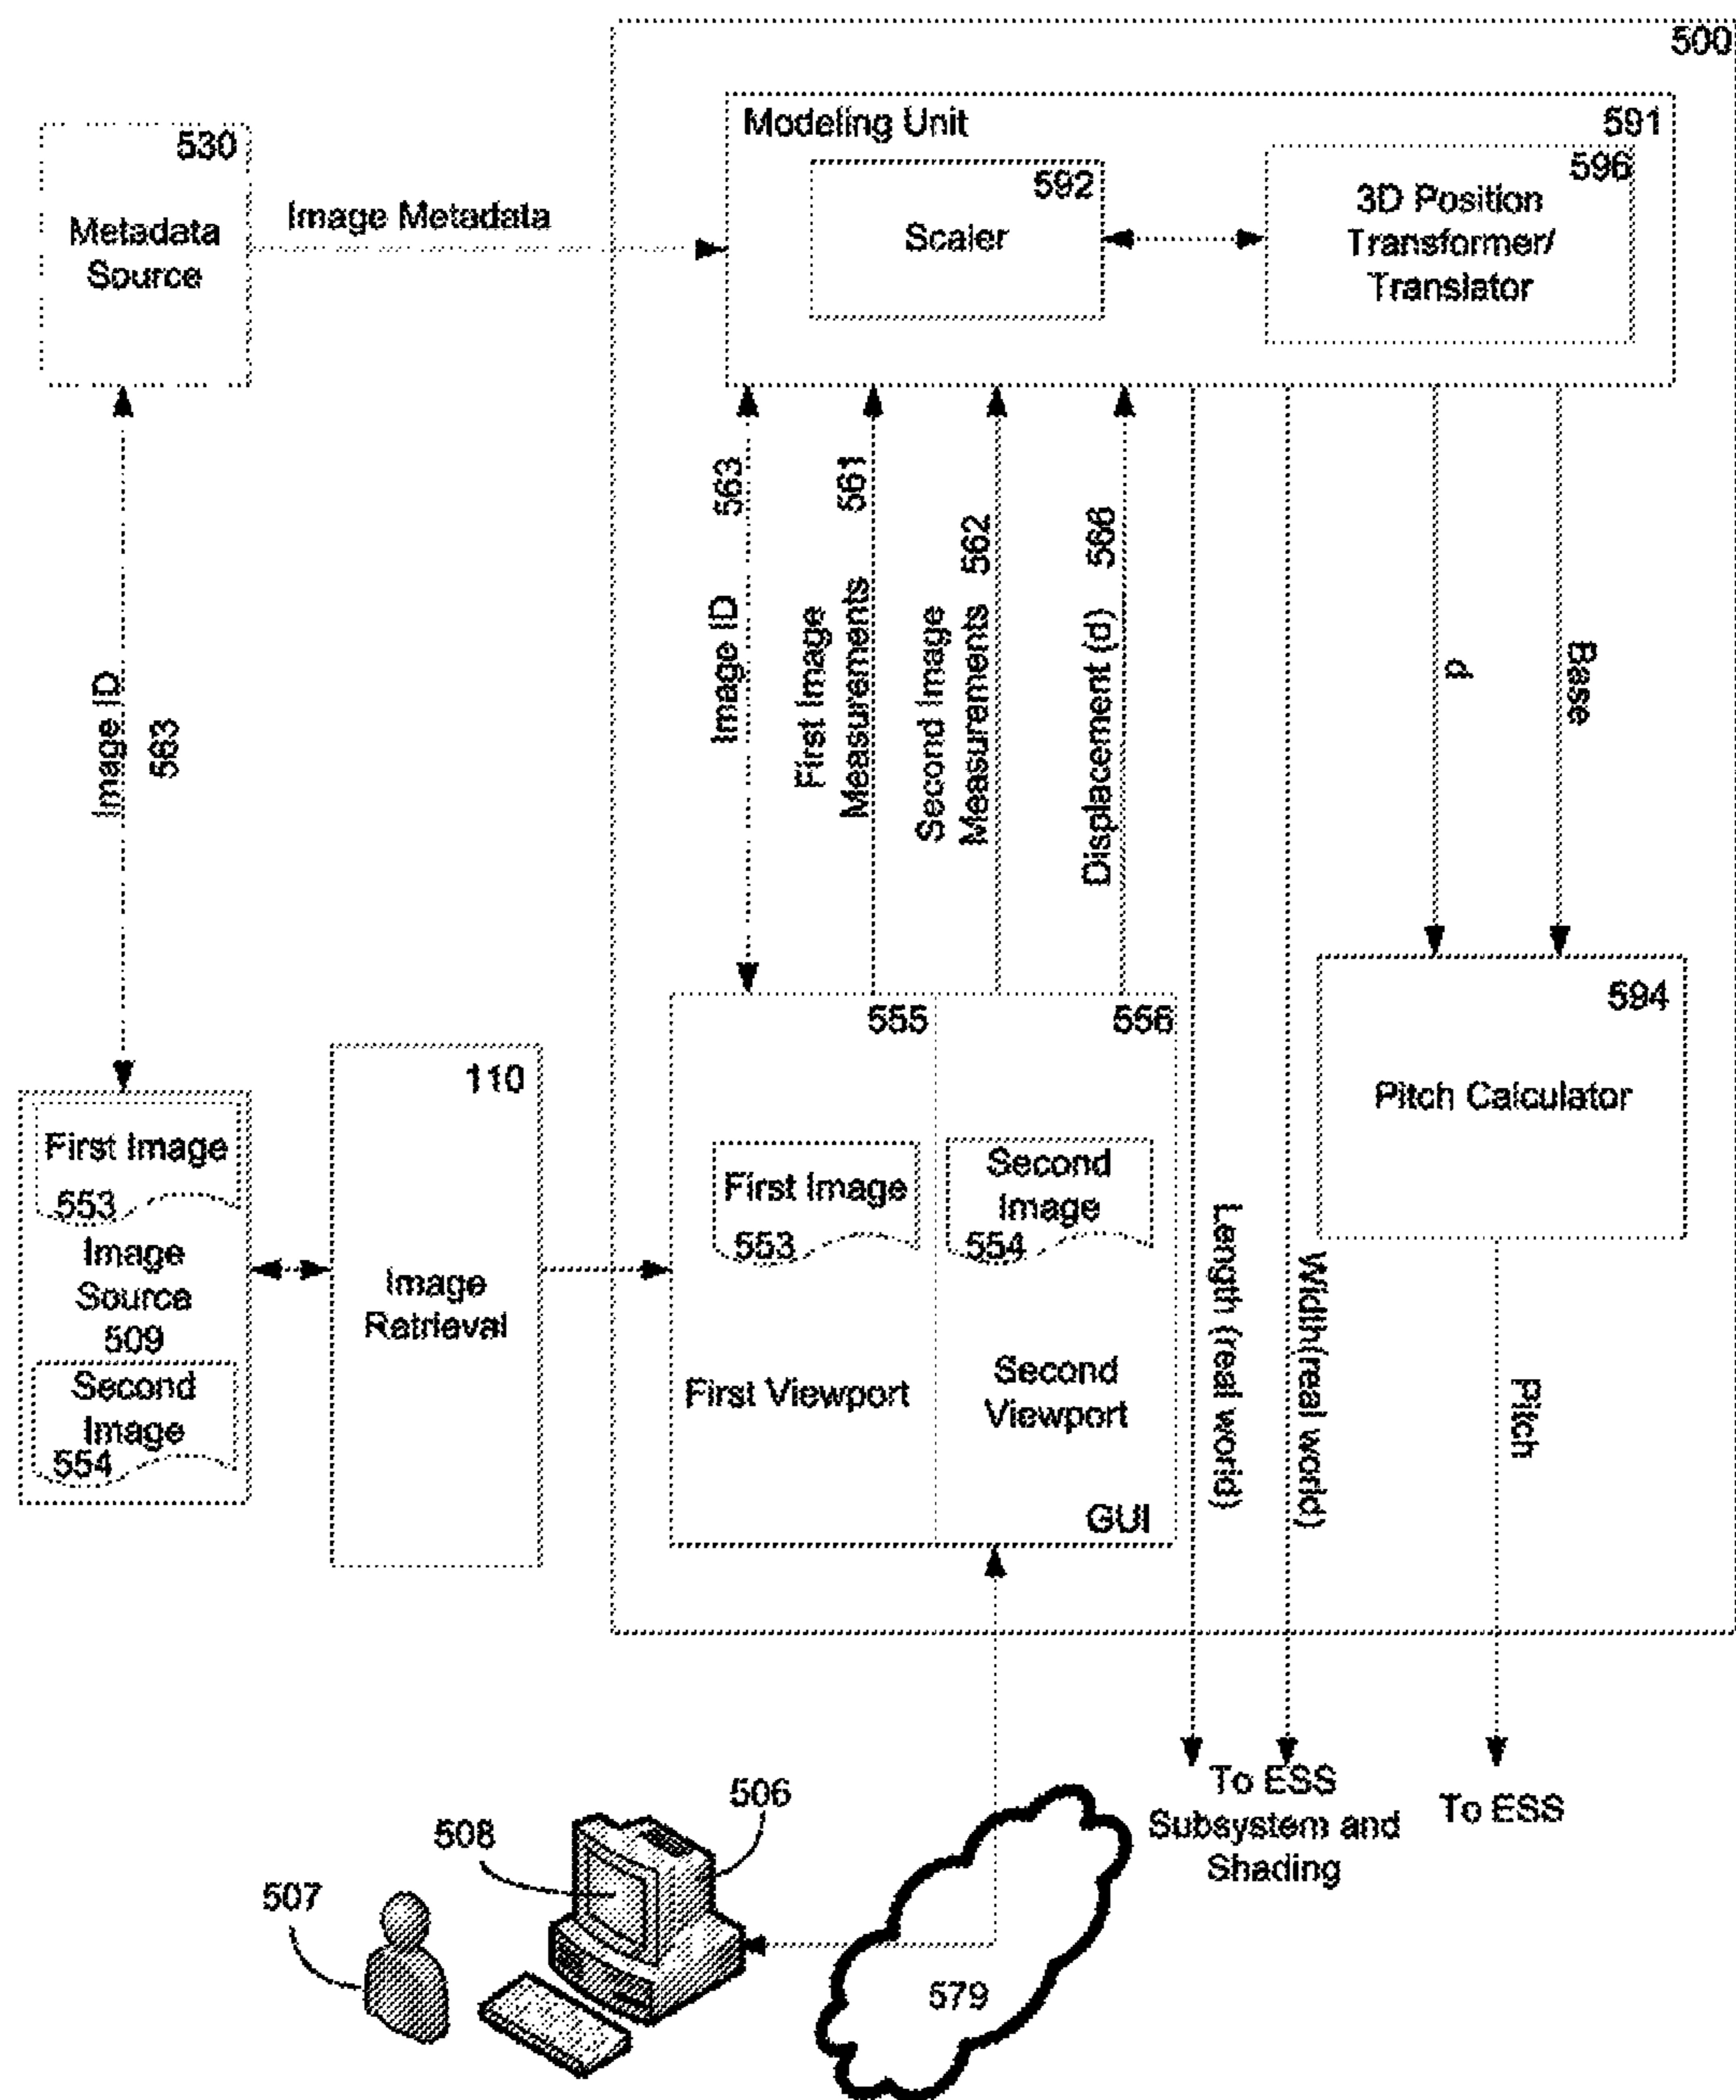 500
Modeling Unit
591
592
Scaler
596
3D Position
Transformer/
Translator
530
Metadata
Source
Image Metadata
Image ID
563
Image ID
563
First Image
Measurements
561
Second Image
Measurements
562
Displacement (d)
566
d
Base
594
Pitch Calculator
Pitch
First Image
553
Image
Source
509
Second
Image
554
110
Image
Retrieval
555
First Image
553
First Viewport
556
Second
Image
554
Second
Viewport
GUI
Length (real world)
Width(real world)
To ESS
Subsystem and
Shading
To ESS
506
508
507
579